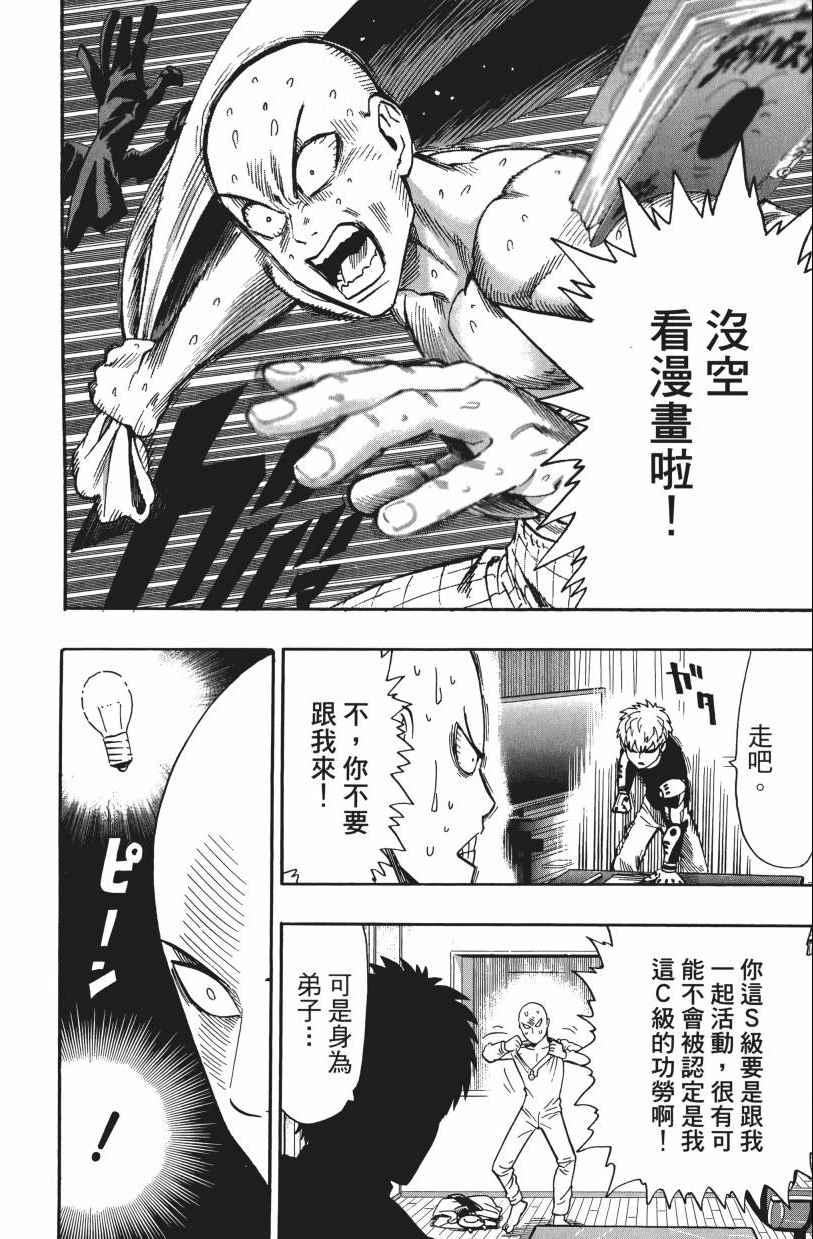 沒空
看漫畫啦！
走吧。
ガタ
不，你不要
跟我來！
你這S級要是跟我
一起活動，很有可
能不會被認定是我
這C級的功勞啊！
可是身為
弟子…
ピーン
！